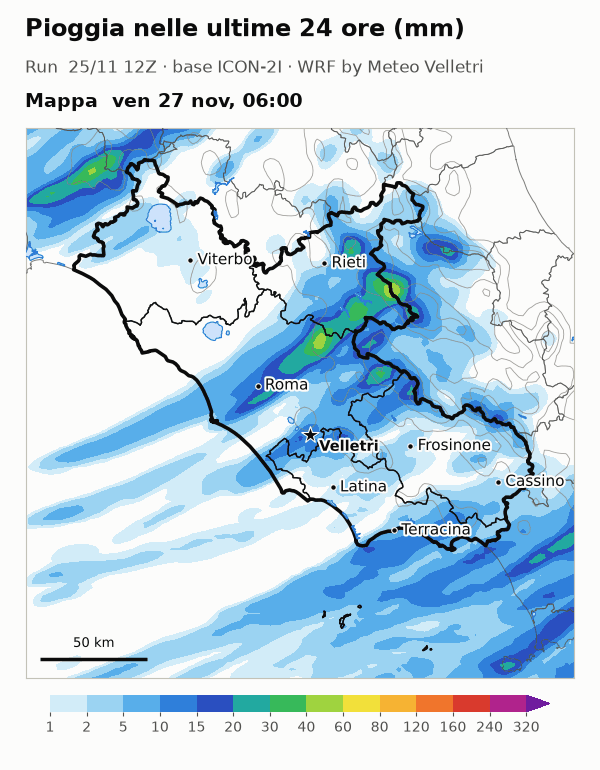 Pioggia nelle ultime 24 ore (mm)
Run  25/11 12Z · base ICON-2I · WRF by Meteo Velletri
Mappa  ven 27 nov, 06:00
Viterbo
Rieti
Roma
Velletri
Frosinone
Latina
Cassino
Terracina
50 km
1 2 5 10 15 20 30 40 60 80 120 160 240 320